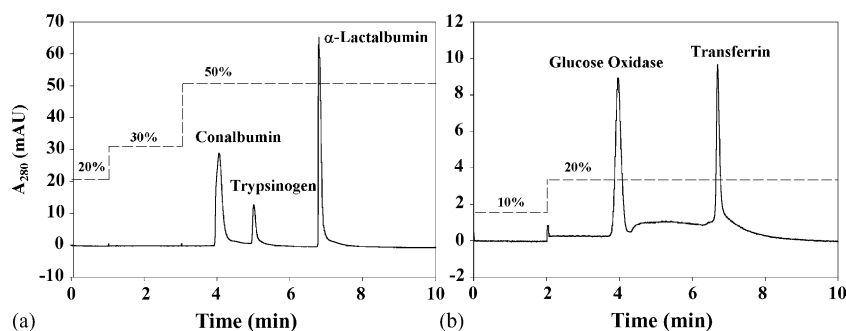 70
60
50
40
30
20
10
0
-10
A280 (mAU)
20%
30%
50%
Conalbumin
Trypsinogen
α-Lactalbumin
0 2 4 6 8 10
(a) Time (min)
12
10
8
6
4
2
0
-2
10%
20%
Glucose Oxidase
Transferrin
0 2 4 6 8 10
(b) Time (min)